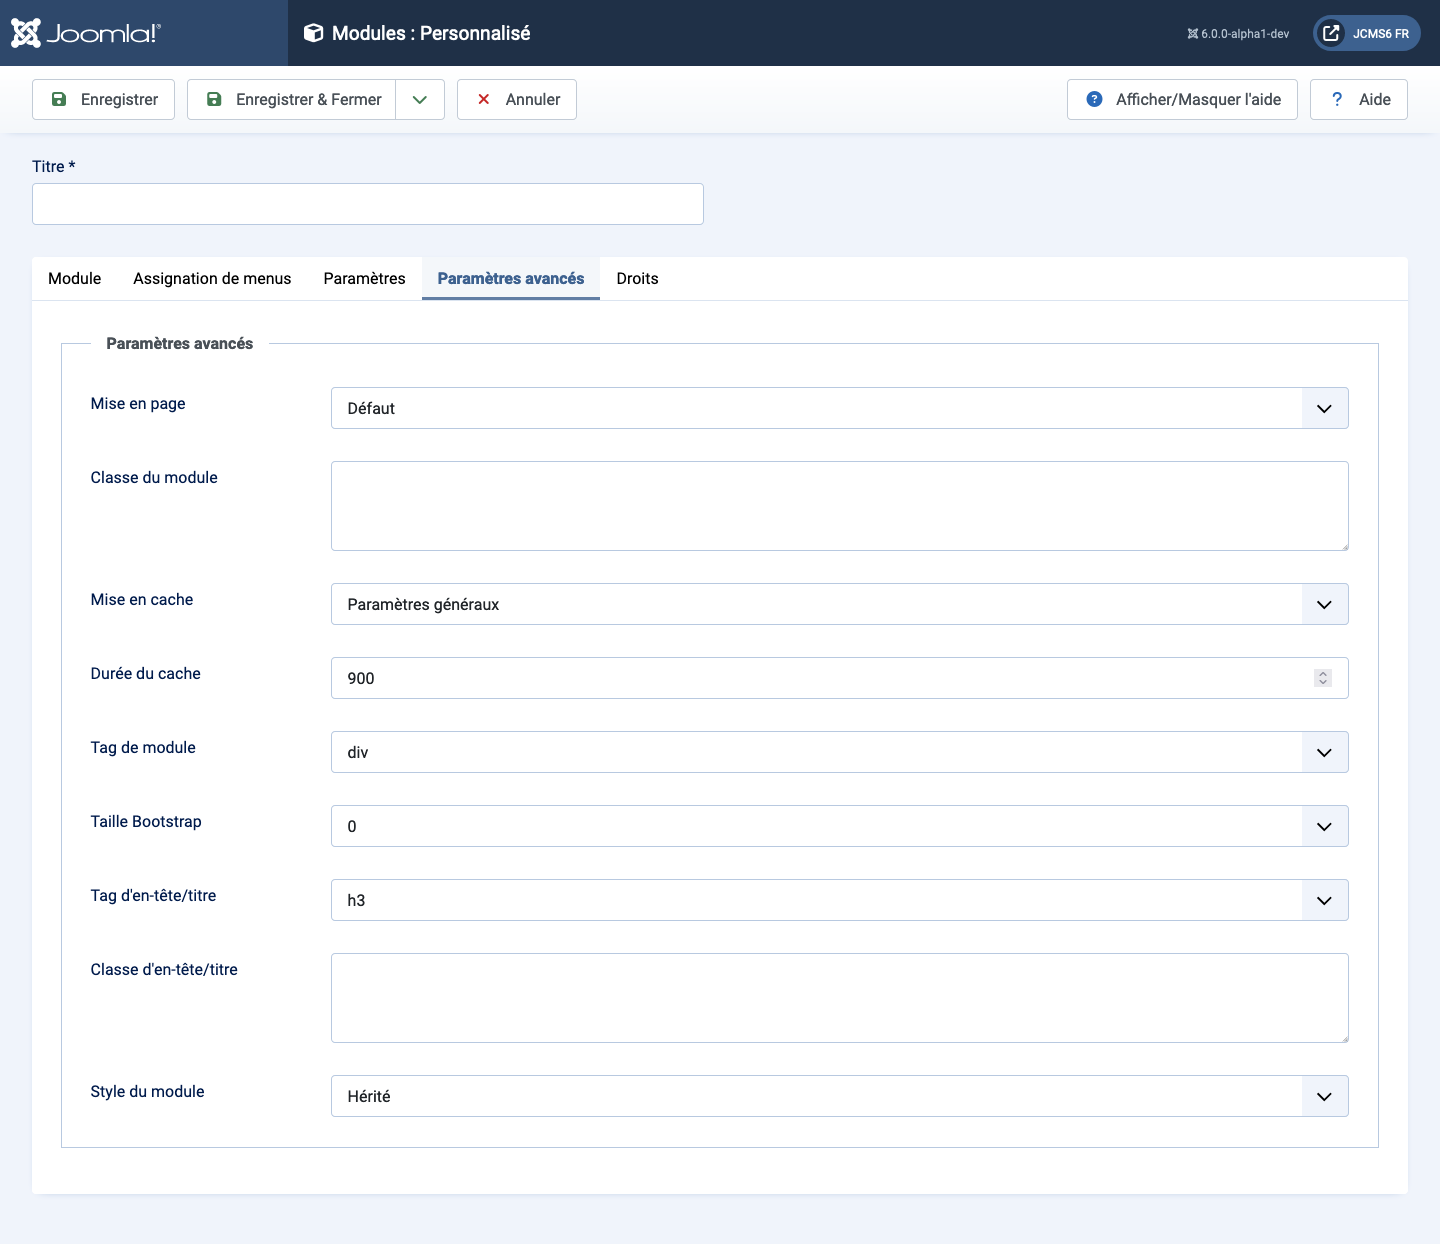 Joomla!®
Modules : Personnalisé
6.0.0-alpha1-dev
JCMS6 FR
Enregistrer
Enregistrer & Fermer
Annuler
Afficher/Masquer l'aide
? Aide
Titre *
Module
Assignation de menus
Paramètres
Paramètres avancés
Droits
Paramètres avancés
Mise en page
Défaut
Classe du module
Mise en cache
Paramètres généraux
Durée du cache
900
Tag de module
div
Taille Bootstrap
0
Tag d'en-tête/titre
h3
Classe d'en-tête/titre
Style du module
Hérité